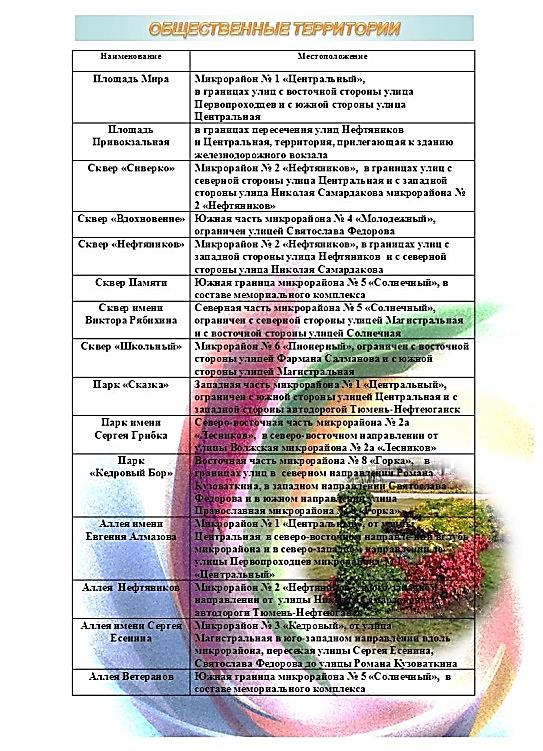 ОБЩЕСТВЕННЫЕ ТЕРРИТОРИИ
Наименование
Местоположение
Площадь Мира
Микрорайон № 1 «Центральный»,
в границах улиц с восточной стороны улица
Первопроходцев и с южной стороны улица
Центральная
Площадь
Привокзальная
в границах пересечения улиц Нефтяников
и Центральная, территория, прилегающая к зданию
железнодорожного вокзала
Сквер «Сиверко»
Микрорайон № 2 «Нефтяников», в границах улиц с
северной стороны улица Центральная и с западной
стороны улица Николая Самардакова микрорайона №
2 «Нефтяников»
Сквер «Вдохновение»
Южная часть микрорайона № 4 «Молодежный»,
ограничен улицей Святослава Федорова
Сквер «Нефтяников»
Микрорайон № 2 «Нефтяников», в границах улиц с
западной стороны улица Нефтяников и с северной
стороны улица Николая Самардакова
Сквер Памяти
Южная граница микрорайона № 5 «Солнечный», в
составе мемориального комплекса
Сквер имени
Виктора Рябихина
Северная часть микрорайона № 5 «Солнечный»,
ограничен с северной стороны улицей Магистральная
и с восточной стороны улицей Солнечная
Сквер «Школьный»
Микрорайон № 6 «Пионерный», ограничен с восточной
стороны улицей Фармана Салманова и с южной
стороны улицей Магистральная
Парк «Сказка»
Западная часть микрорайона № 1 «Центральный»,
ограничен с южной стороны улицей Центральная и с
западной стороны автодорогой Тюмень-Нефтеюганск
Парк имени
Сергея Грибка
Северо-восточная часть микрорайона № 2а
«Лесников», в северо-восточном направлении от
улицы Волжская микрорайона № 2а «Лесников»
Парк
«Кедровый Бор»
Восточная часть микрорайона № 8 «Горка», в
границах улиц в северном направлении Романа
Кузоваткина, в западном направлении Святослава
Федорова и в южном направлении улица
Православная микрорайона «Горка»
Аллея имени
Евгения Алмазова
Микрорайон № 1 «Центральный», от улицы
Центральная в северо-восточном направлении вглубь
микрорайона и в северо-западном направлении до
улицы Первопроходцев микрорайона № 1
«Центральный»
Аллея Нефтяников
Микрорайон № 2 «Нефтяников»,
направлении от улицы
автодороги Тюмень-Нефтеюганск
Аллея имени Сергея
Есенина
Микрорайон № 3 «Кедровый», от улица
Магистральная в юго-западном направлении вдоль
микрорайона, пересекая улицы Сергея Есенина,
Святослава Федорова до улицы Романа Кузоваткина
Аллея Ветеранов
Южная граница микрорайона № 5 «Солнечный», в
составе мемориального комплекса